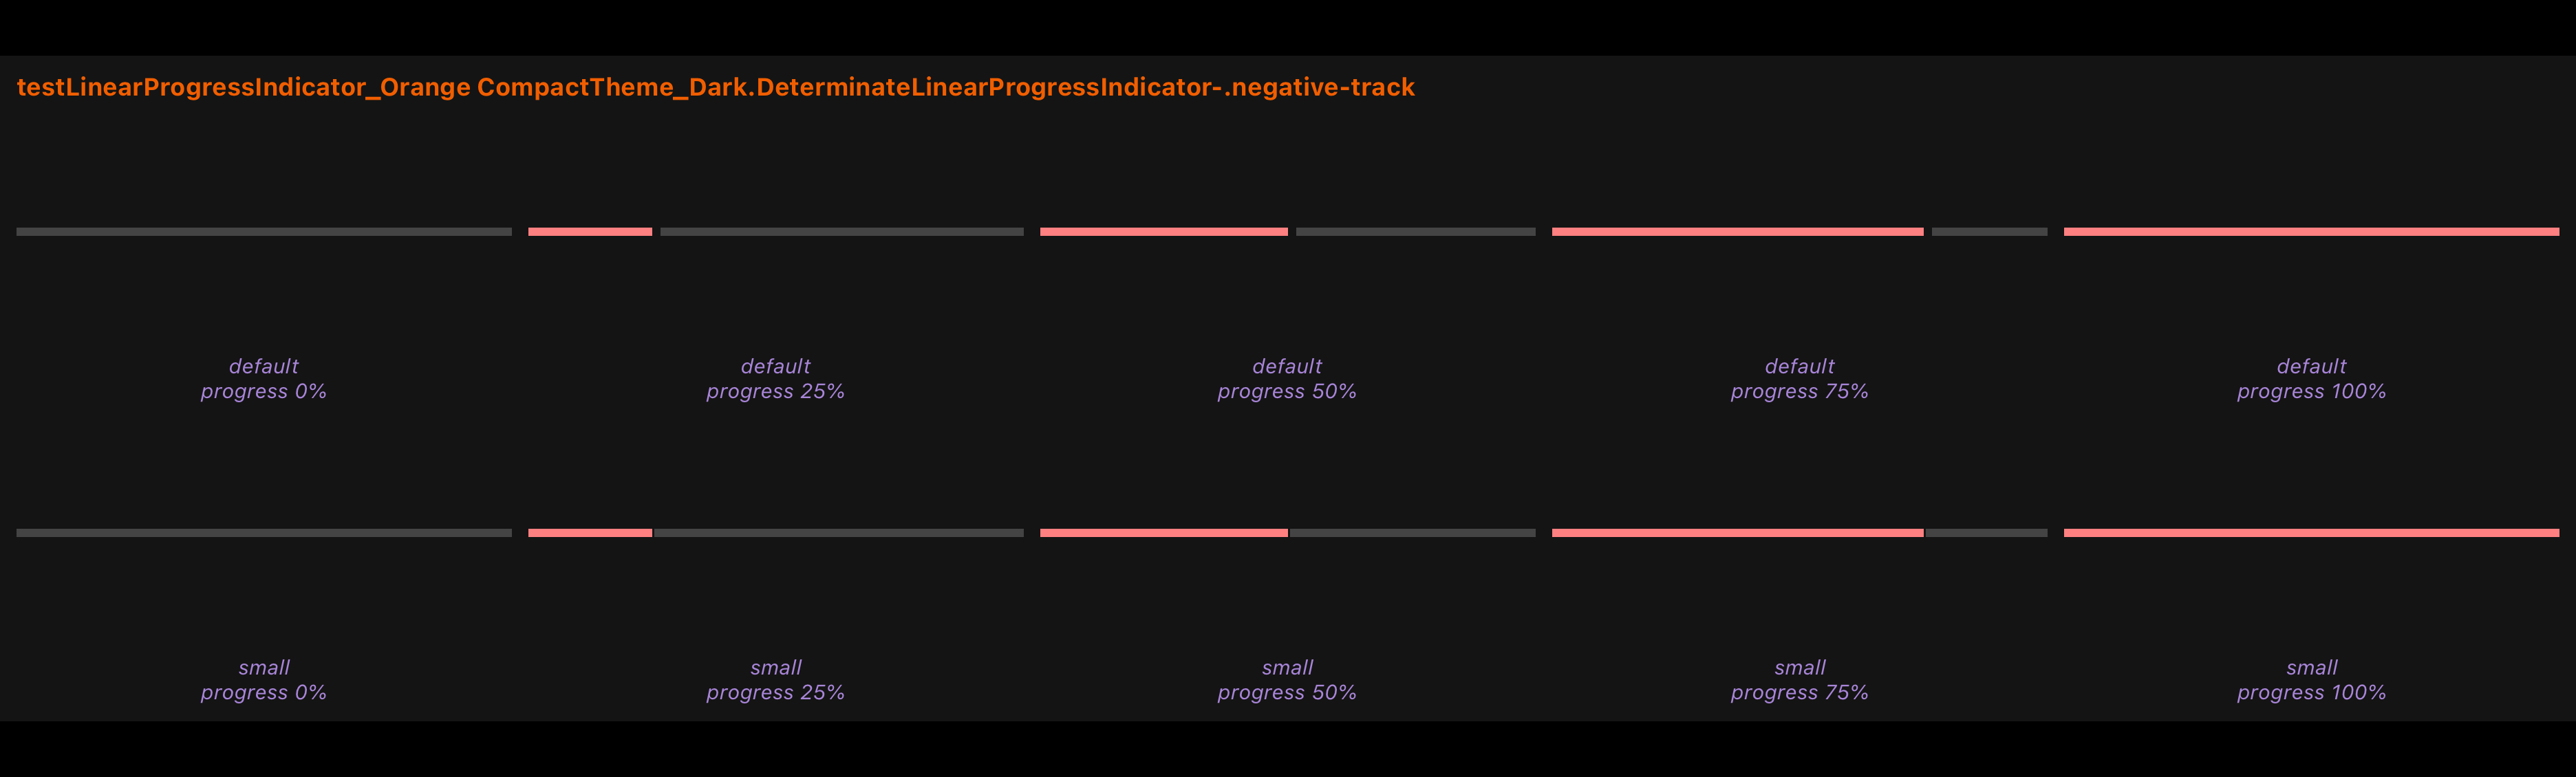 testLinearProgressIndicator_Orange CompactTheme_Dark.DeterminateLinearProgressIndicator-.negative-track
default
progress 0%
default
progress 25%
default
progress 50%
default
progress 75%
default
progress 100%
small
progress 0%
small
progress 25%
small
progress 50%
small
progress 75%
small
progress 100%